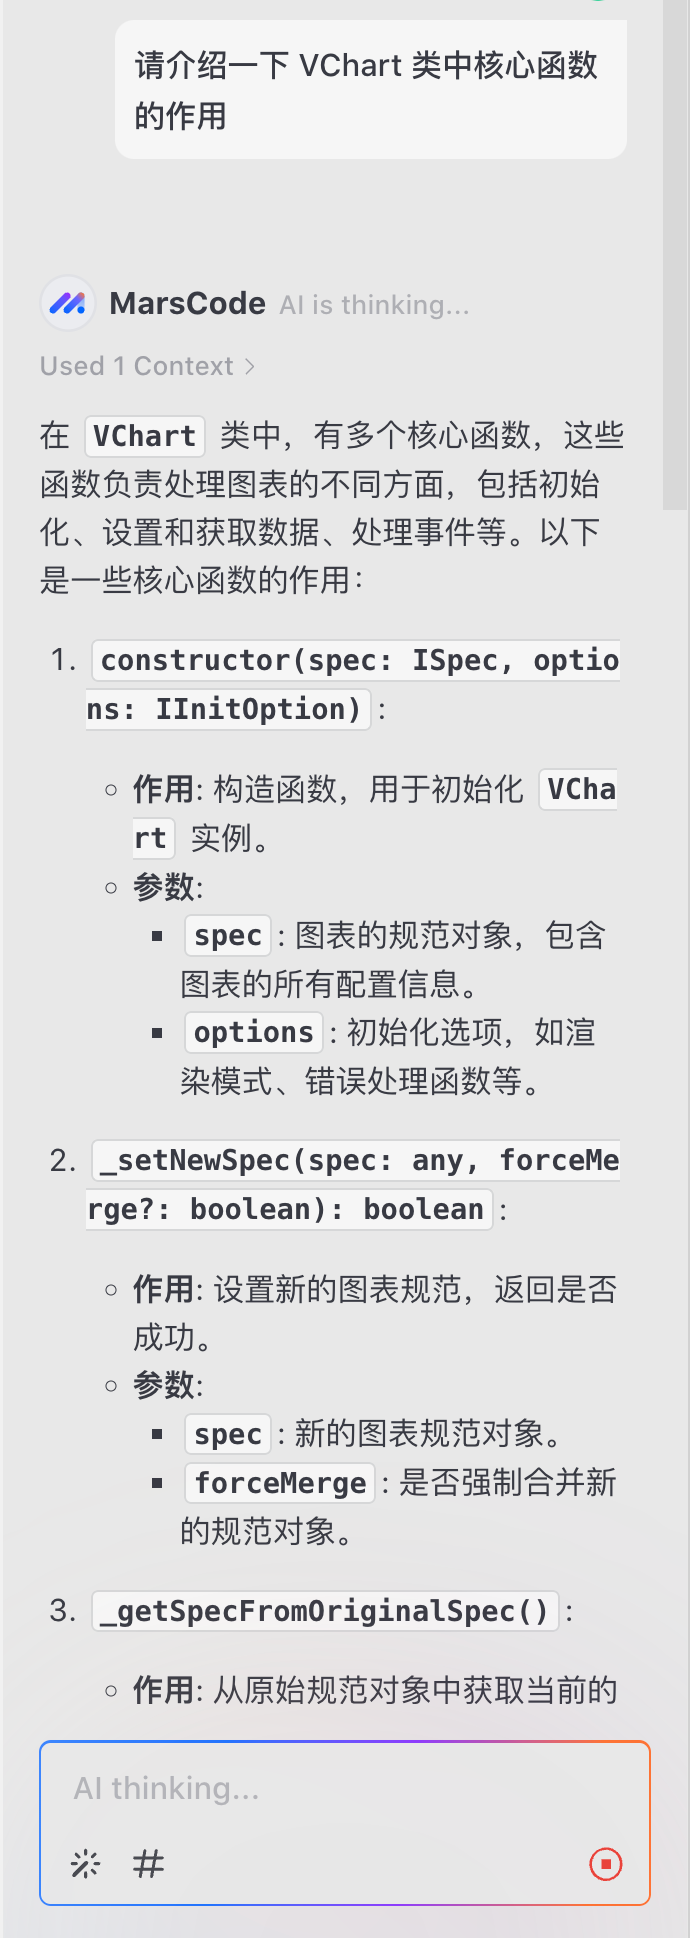 请介绍一下 VChart 类中核心函数
的作用
MarsCode AI is thinking...
Used 1 Context >
在 VChart 类中，有多个核心函数，这些
函数负责处理图表的不同方面，包括初始
化、设置和获取数据、处理事件等。以下
是一些核心函数的作用：
1. constructor(spec: ISpec, optio
ns: IInitOption) :
作用: 构造函数，用于初始化 VCha
rt 实例。
参数:
spec : 图表的规范对象，包含
图表的所有配置信息。
options : 初始化选项，如渲
染模式、错误处理函数等。
2. _setNewSpec(spec: any, forceMe
rge?: boolean): boolean :
作用: 设置新的图表规范，返回是否
成功。
参数:
spec : 新的图表规范对象。
forceMerge : 是否强制合并新
的规范对象。
3. _getSpecFromOriginalSpec() :
作用: 从原始规范对象中获取当前的
AI thinking...